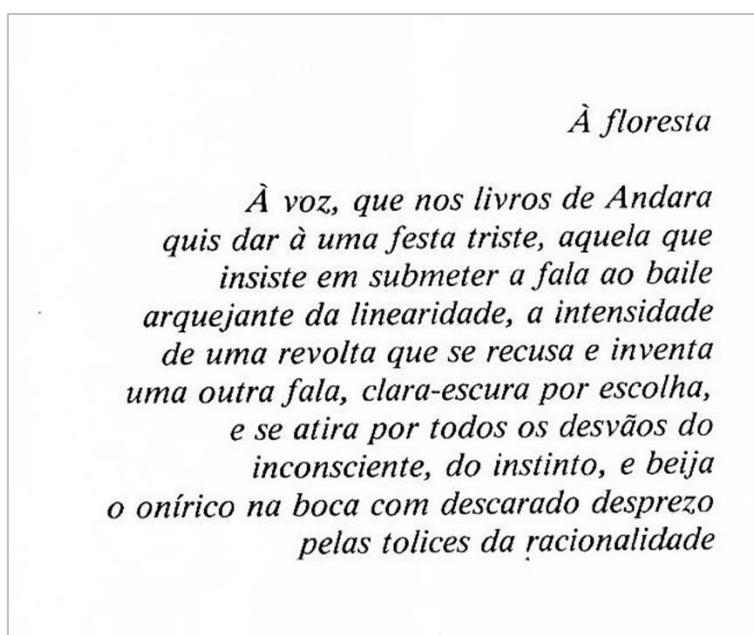 À floresta
À voz, que nos livros de Andara
quis dar à uma festa triste, aquela que
insiste em submeter a fala ao baile
arquejante da linearidade, a intensidade
de uma revolta que se recusa e inventa
uma outra fala, clara-escura por escolha,
e se atira por todos os desvãos do
inconsciente, do instinto, e beija
o onírico na boca com descarado desprezo
pelas tolices da racionalidade